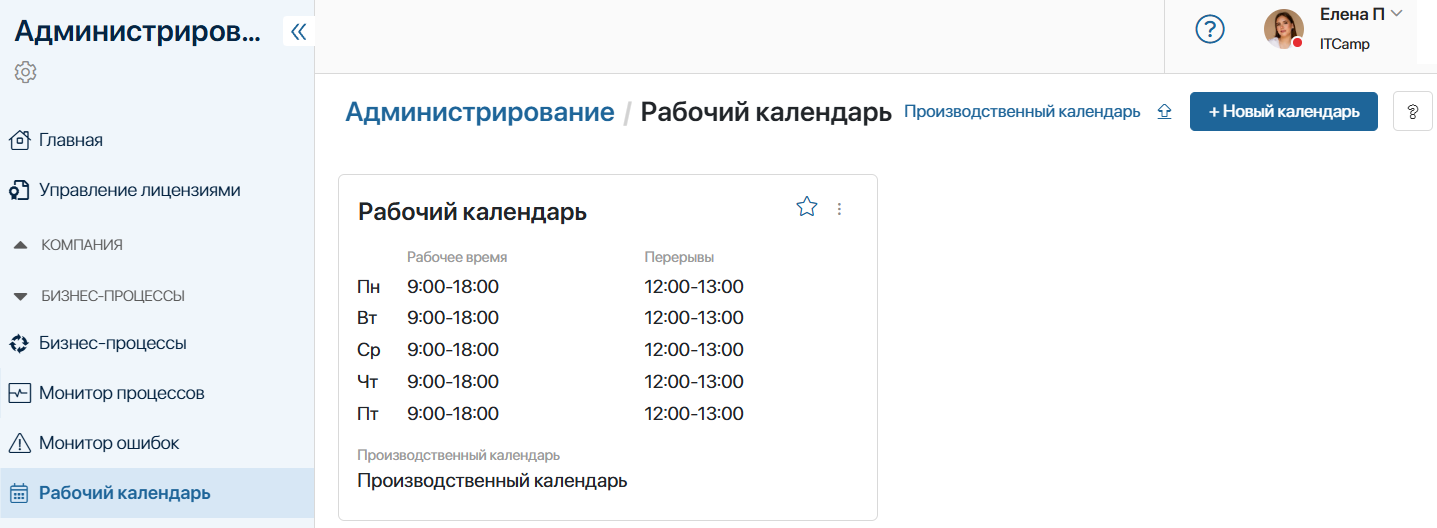 Администриров...
Елена П
ITCamp
Главная
Управление лицензиями
КОМПАНИЯ
БИЗНЕС-ПРОЦЕССЫ
Бизнес-процессы
Монитор процессов
Монитор ошибок
Рабочий календарь
Администрирование / Рабочий календарь Производственный календарь + Новый календарь ?
Рабочий календарь
Рабочее время Перерывы
Пн 9:00-18:00 12:00-13:00
Вт 9:00-18:00 12:00-13:00
Ср 9:00-18:00 12:00-13:00
Чт 9:00-18:00 12:00-13:00
Пт 9:00-18:00 12:00-13:00
Производственный календарь
Производственный календарь